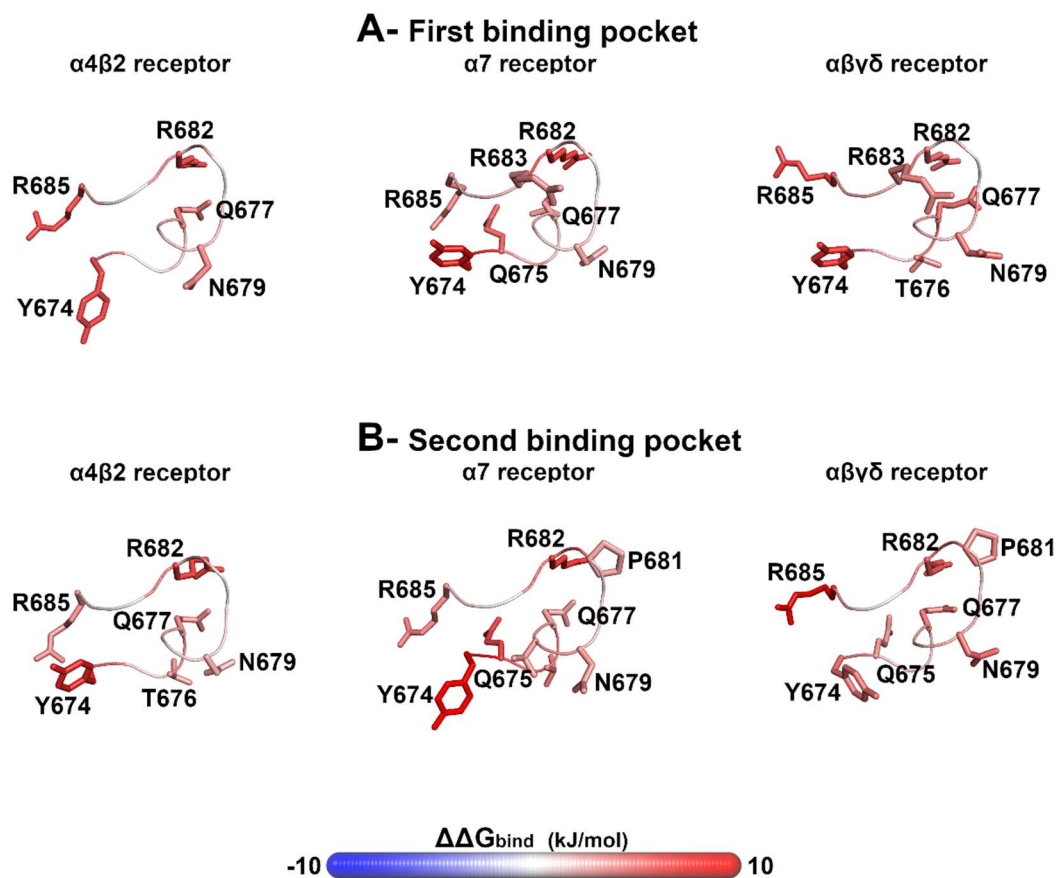 A- First binding pocket
α4β2 receptor
α7 receptor
αβγδ receptor
R682
R685
Q677
N679
Y674
R682
R683
R685
Q677
Q675
N679
Y674
R682
R683
R685
Q677
Y674
T676
N679
B- Second binding pocket
α4β2 receptor
α7 receptor
αβγδ receptor
R682
R685
Q677
N679
Y674
T676
R682
P681
R685
Q677
Q675
N679
Y674
R682
P681
R685
Q677
N679
Q675
Y674
ΔΔGbind (kJ/mol)
-10 10